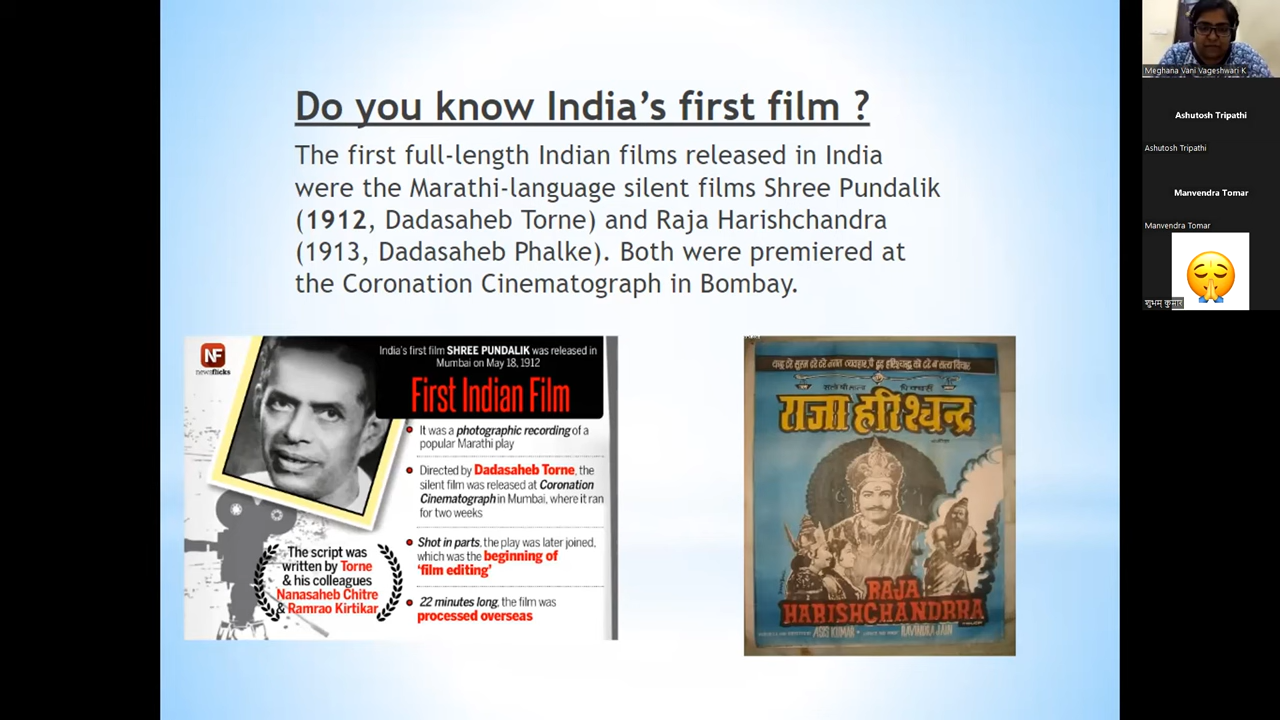 Do you know India's first film ?
The first full-length Indian films released in India
were the Marathi-language silent films Shree Pundalik
(1912, Dadasaheb Torne) and Raja Harishchandra
(1913, Dadasaheb Phalke). Both were premiered at
the Coronation Cinematograph in Bombay.
NF
newsflicks
India's first film SHREE PUNDALIK was released in
Mumbai on May 18, 1912
First Indian Film
It was a photographic recording of a
popular Marathi play
Directed by Dadasaheb Torne, the
silent film was released at Coronation
Cinematograph in Mumbai, where it ran
for two weeks
Shot in parts, the play was later joined,
which was the beginning of
'film editing'
22 minutes long, the film was
processed overseas
The script was
written by Torne
& his colleagues
Nanasaheb Chitre
& Ramrao Kirtikar
राजा हरिश्चन्द्र
RAJA
HARISHCHANDRRA
ASHISH KUMAR
RAVINDRA JAIN
Meghana Vani Vageshwari K
Ashutosh Tripathi
Ashutosh Tripathi
Manvendra Tomar
Manvendra Tomar
शुभम् कुमार